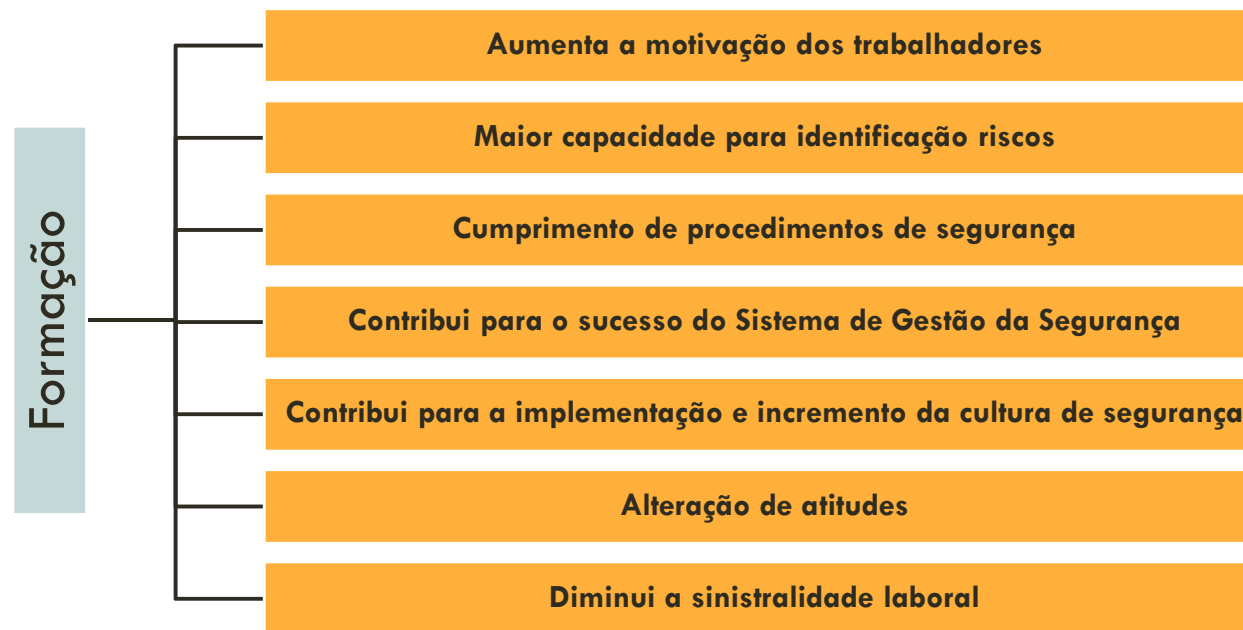 Formação
Aumenta a motivação dos trabalhadores
Maior capacidade para identificação riscos
Cumprimento de procedimentos de segurança
Contribui para o sucesso do Sistema de Gestão da Segurança
Contribui para a implementação e incremento da cultura de segurança
Alteração de atitudes
Diminui a sinistralidade laboral